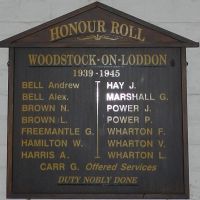 HONOUR ROLL
WOODSTOCK-ON-LODDON
1939-1945
BELL Andrew HAY J.
BELL Alex. MARSHALL G.
BROWN N. POWER J.
BROWN L. POWER P.
FREEMANTLE G. WHARTON F.
HAMILTON W. WHARTON V.
HARRIS A. WHARTON L.
CARR G. Offered Services
DUTY NOBLY DONE